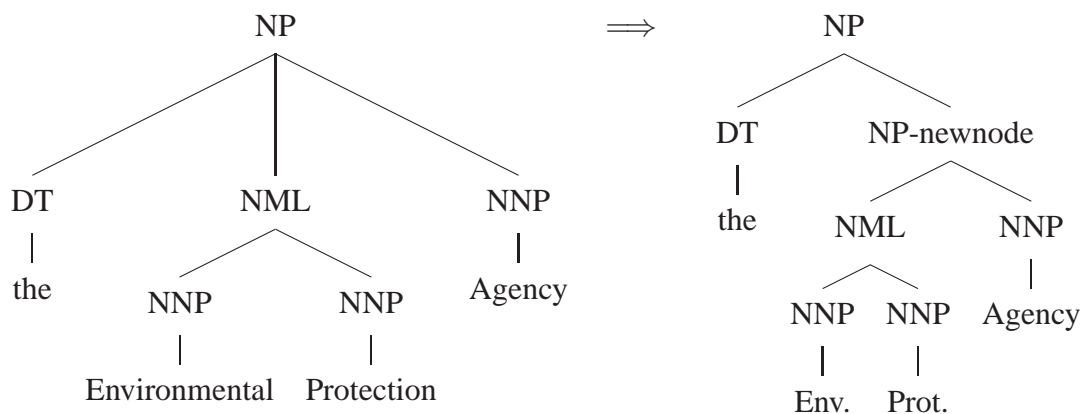 NP ⟹ NP
DT NP-newnode
DT NML NNP
the NML NNP
the NNP NNP Agency
NNP NNP Agency
Environmental Protection
Env. Prot.